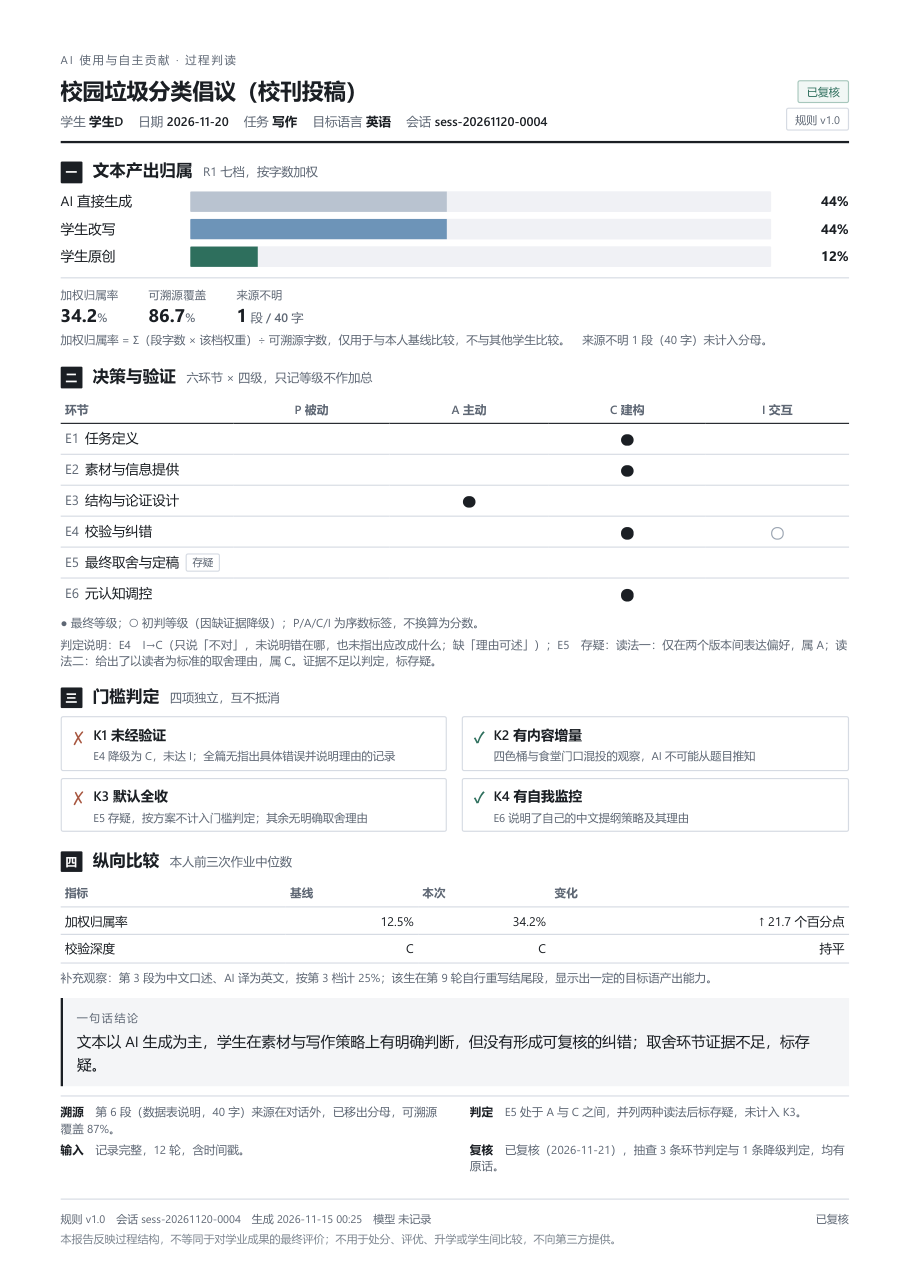 AI 使用与自主贡献 · 过程判读
校园垃圾分类倡议（校刊投稿）
已复核
学生 学生D 日期 2026-11-20 任务 写作 目标语言 英语 会话 sess-20261120-0004
规则 v1.0
一 文本产出归属 R1 七档，按字数加权
AI 直接生成 44%
学生改写 44%
学生原创 12%
加权归属率 可溯源覆盖 来源不明
34.2% 86.7% 1 段 / 40 字
加权归属率 = Σ（段字数 × 该档权重）÷ 可溯源字数，仅用于与本人基线比较，不与其他学生比较。 来源不明 1 段（40 字）未计入分母。
二 决策与验证 六环节 × 四级，只记等级不作加总
环节 P 被动 A 主动 C 建构 I 交互
E1 任务定义 ●
E2 素材与信息提供 ●
E3 结构与论证设计 ●
E4 校验与纠错 ● ○
E5 最终取舍与定稿 存疑
E6 元认知调控 ●
● 最终等级；○ 初判等级（因缺证据降级）；P/A/C/I 为序数标签，不换算为分数。
判定说明：E4 I→C（只说「不对」，未说明错在哪，也未指出应改成什么；缺「理由可述」）；E5 存疑：读法一：仅在两个版本间表达偏好，属 A；读
法二：给出了以读者为标准的取舍理由，属 C。证据不足以判定，标存疑。
三 门槛判定 四项独立，互不抵消
✗ K1 未经验证
E4 降级为 C，未达 I；全篇无指出具体错误并说明理由的记录
✓ K2 有内容增量
四色桶与食堂门口混投的观察，AI 不可能从题目推知
✗ K3 默认全收
E5 存疑，按方案不计入门槛判定；其余无明确取舍理由
✓ K4 有自我监控
E6 说明了自己的中文提纲策略及其理由
四 纵向比较 本人前三次作业中位数
指标 基线 本次 变化
加权归属率 12.5% 34.2% ↑ 21.7 个百分点
校验深度 C C 持平
补充观察：第 3 段为中文口述、AI 译为英文，按第 3 档计 25%；该生在第 9 轮自行重写结尾段，显示出一定的目标语产出能力。
一句话结论
文本以 AI 生成为主，学生在素材与写作策略上有明确判断，但没有形成可复核的纠错；取舍环节证据不足，标存
疑。
溯源 第 6 段（数据表说明，40 字）来源在对话外，已移出分母，可溯源
覆盖 87%。
判定 E5 处于 A 与 C 之间，并列两种读法后标存疑，未计入 K3。
输入 记录完整，12 轮，含时间戳。
复核 已复核（2026-11-21），抽查 3 条环节判定与 1 条降级判定，均有
原话。
规则 v1.0 会话 sess-20261120-0004 生成 2026-11-15 00:25 模型 未记录 已复核
本报告反映过程结构，不等同于对学业成果的最终评价；不用于处分、评优、升学或学生间比较，不向第三方提供。